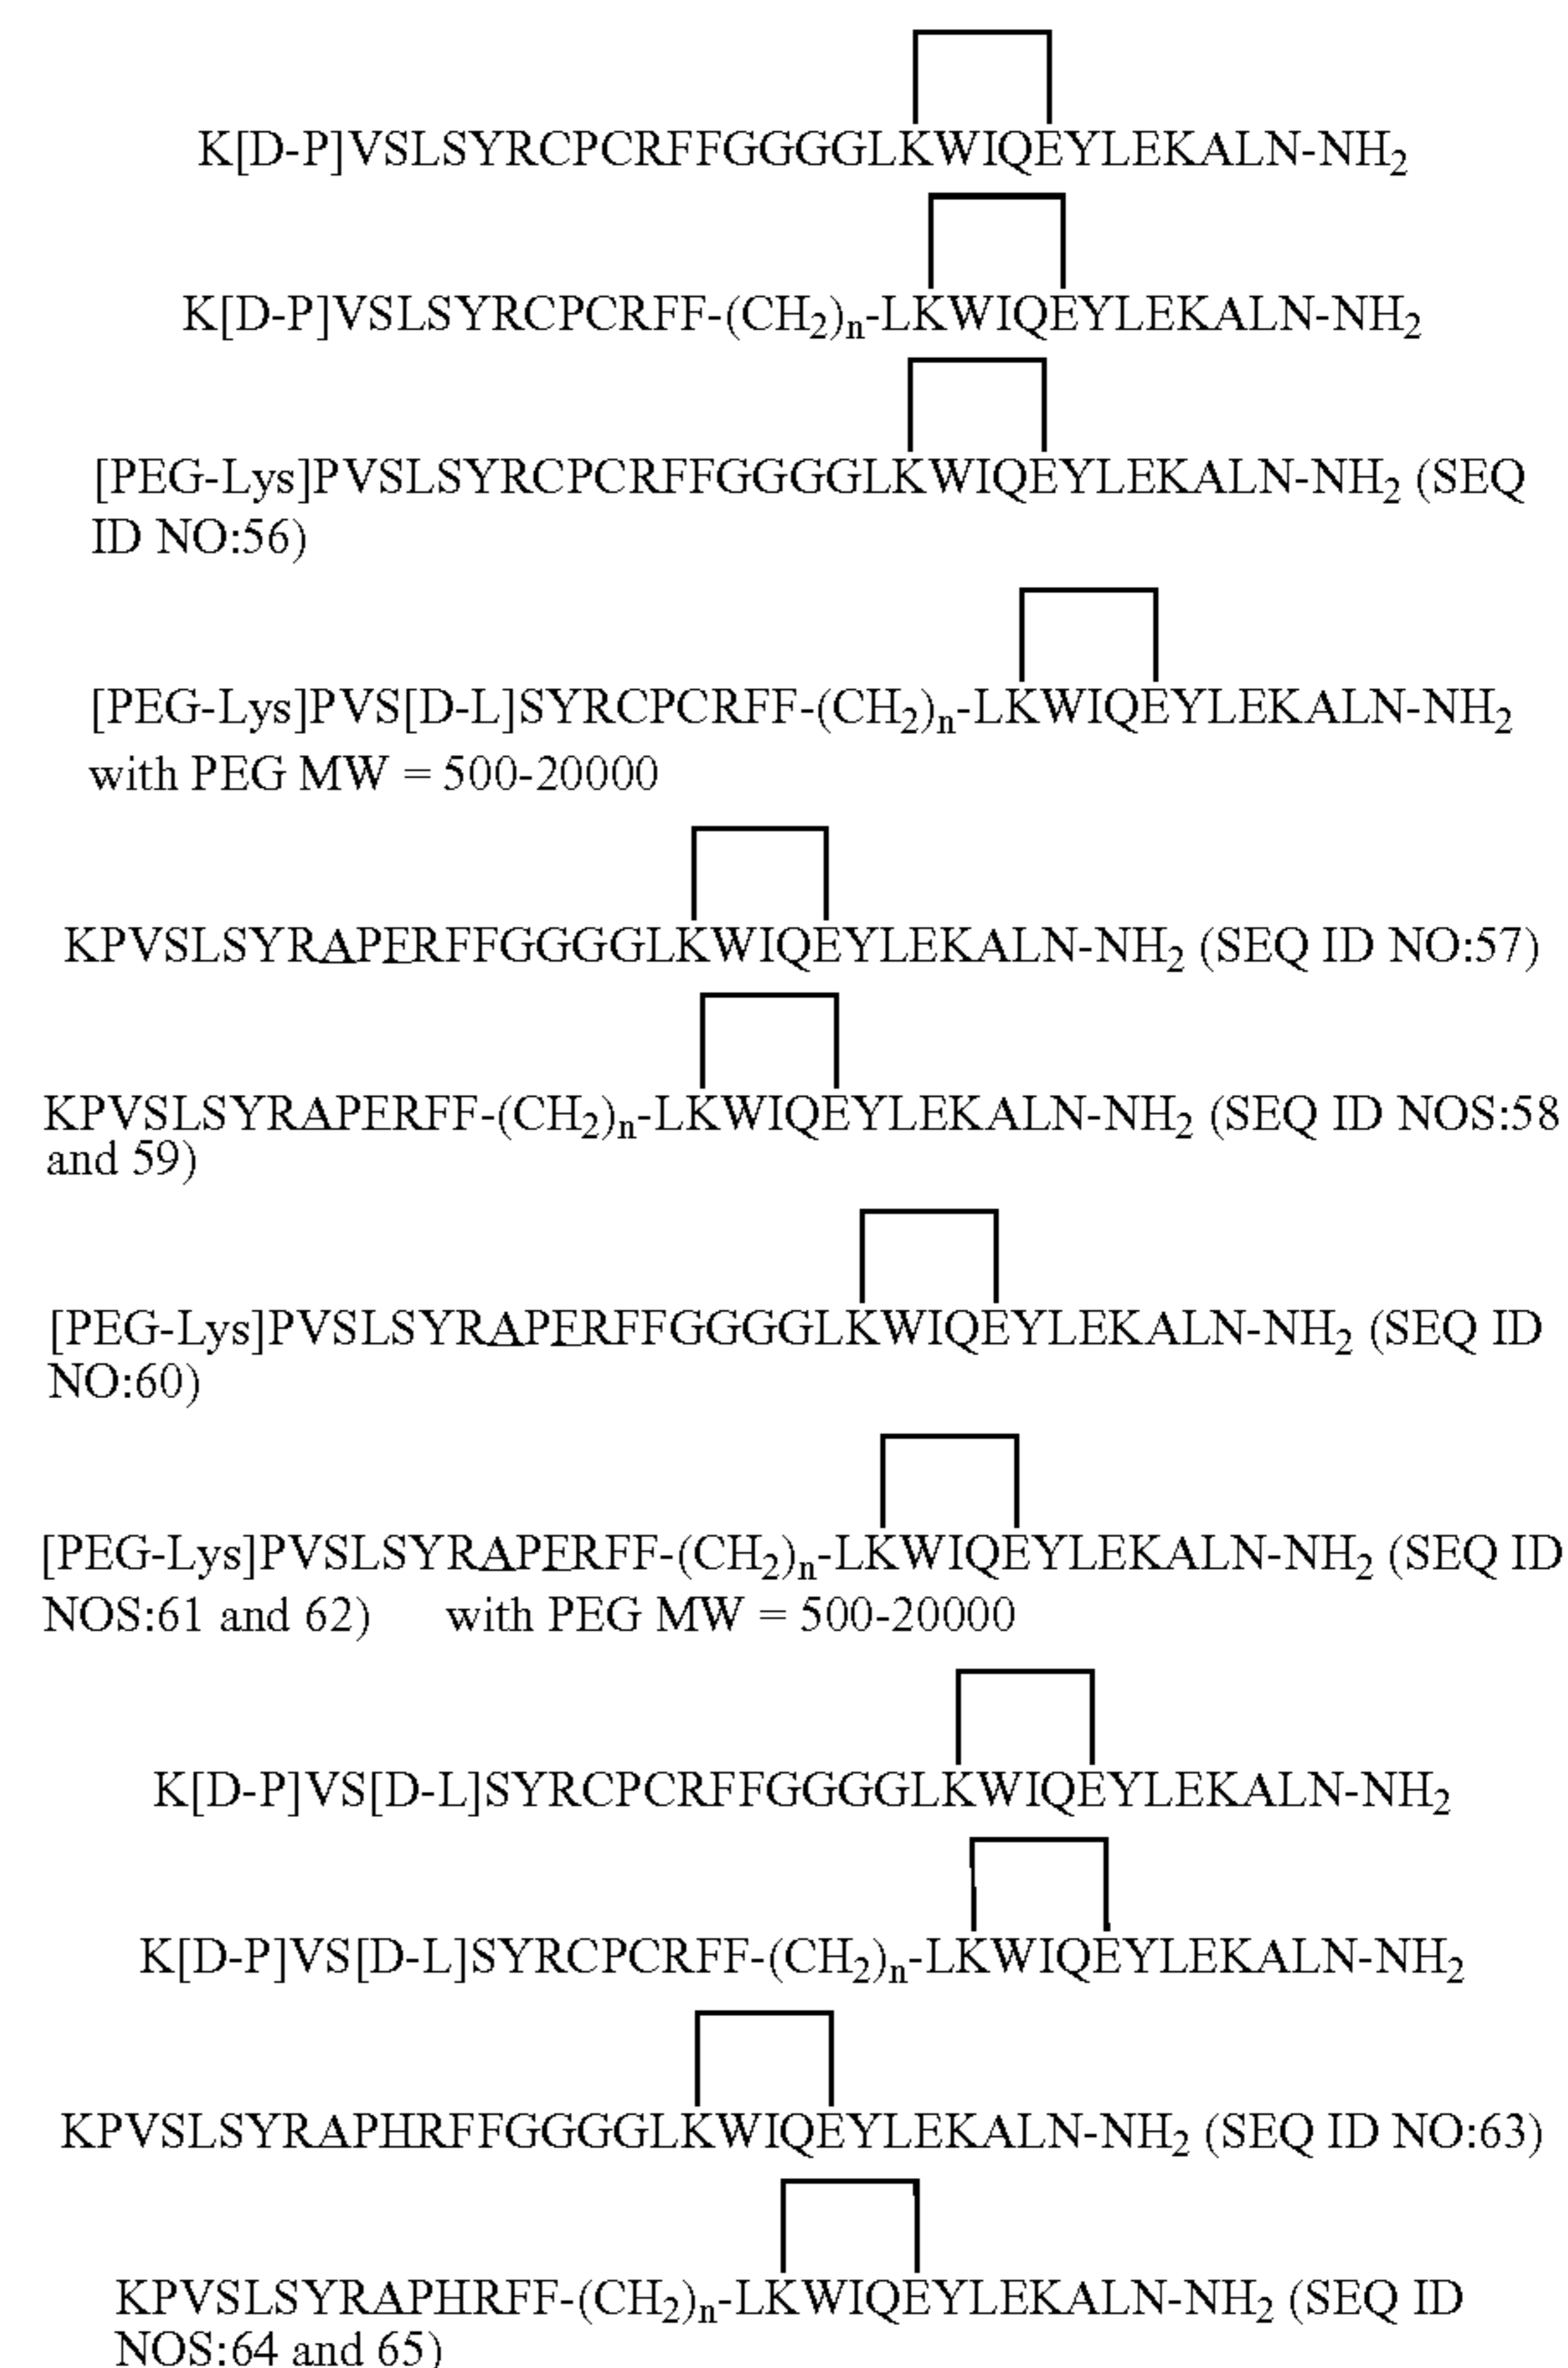 K[D-P]VSLSYRCPCRFFGGGGLKWIQEYLEKALN-NH₂
K[D-P]VSLSYRCPCRFF-(CH₂)ₙ-LKWIQEYLEKALN-NH₂
[PEG-Lys]PVSLSYRCPCRFFGGGGLKWIQEYLEKALN-NH₂ (SEQ
ID NO:56)
[PEG-Lys]PVS[D-L]SYRCPCRFF-(CH₂)ₙ-LKWIQEYLEKALN-NH₂
with PEG MW = 500-20000
KPVSLSYRAPERFFGGGGLKWIQEYLEKALN-NH₂ (SEQ ID NO:57)
KPVSLSYRAPERFF-(CH₂)ₙ-LKWIQEYLEKALN-NH₂ (SEQ ID NOS:58
and 59)
[PEG-Lys]PVSLSYRAPERFFGGGGLKWIQEYLEKALN-NH₂ (SEQ ID
NO:60)
[PEG-Lys]PVSLSYRAPERFF-(CH₂)ₙ-LKWIQEYLEKALN-NH₂ (SEQ ID
NOS:61 and 62) with PEG MW = 500-20000
K[D-P]VS[D-L]SYRCPCRFFGGGGLKWIQEYLEKALN-NH₂
K[D-P]VS[D-L]SYRCPCRFF-(CH₂)ₙ-LKWIQEYLEKALN-NH₂
KPVSLSYRAPHRFFGGGGLKWIQEYLEKALN-NH₂ (SEQ ID NO:63)
KPVSLSYRAPHRFF-(CH₂)ₙ-LKWIQEYLEKALN-NH₂ (SEQ ID
NOS:64 and 65)